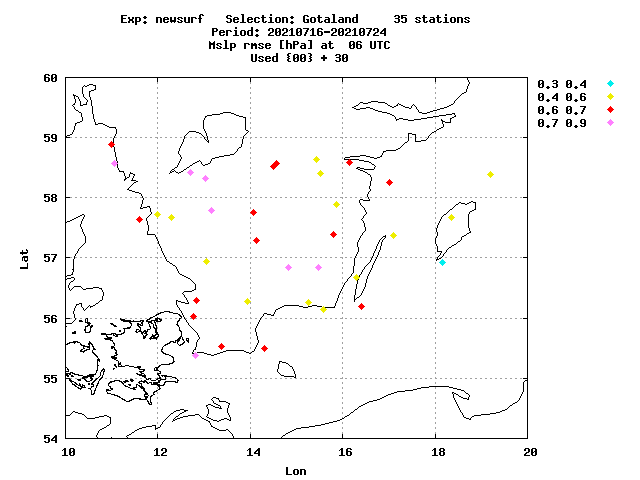 Exp: newsurf   Selection: Gotaland     35 stations
Period: 20210716-20210724
Mslp rmse [hPa] at  06 UTC
Used {00} + 30
0.3 0.4
0.4 0.6
0.6 0.7
0.7 0.9
60
59
58
57
56
55
54
Lat
10 12 14 16 18 20
Lon